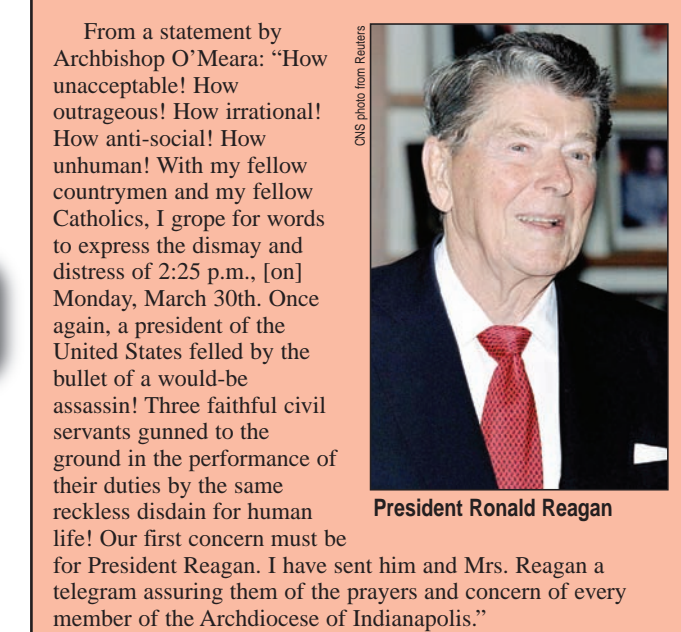 From a statement by
Archbishop O’Meara: “How
unacceptable! How
outrageous! How irrational!
How anti-social! How
unhuman! With my fellow
countrymen and my fellow
Catholics, I grope for words
to express the dismay and
distress of 2:25 p.m., [on]
Monday, March 30th. Once
again, a president of the
United States felled by the
bullet of a would-be
assassin! Three faithful civil
servants gunned to the
ground in the performance of
their duties by the same
reckless disdain for human
life! Our first concern must be
for President Reagan. I have sent him and Mrs. Reagan a
telegram assuring them of the prayers and concern of every
member of the Archdiocese of Indianapolis.”
CNS photo from Reuters
President Ronald Reagan